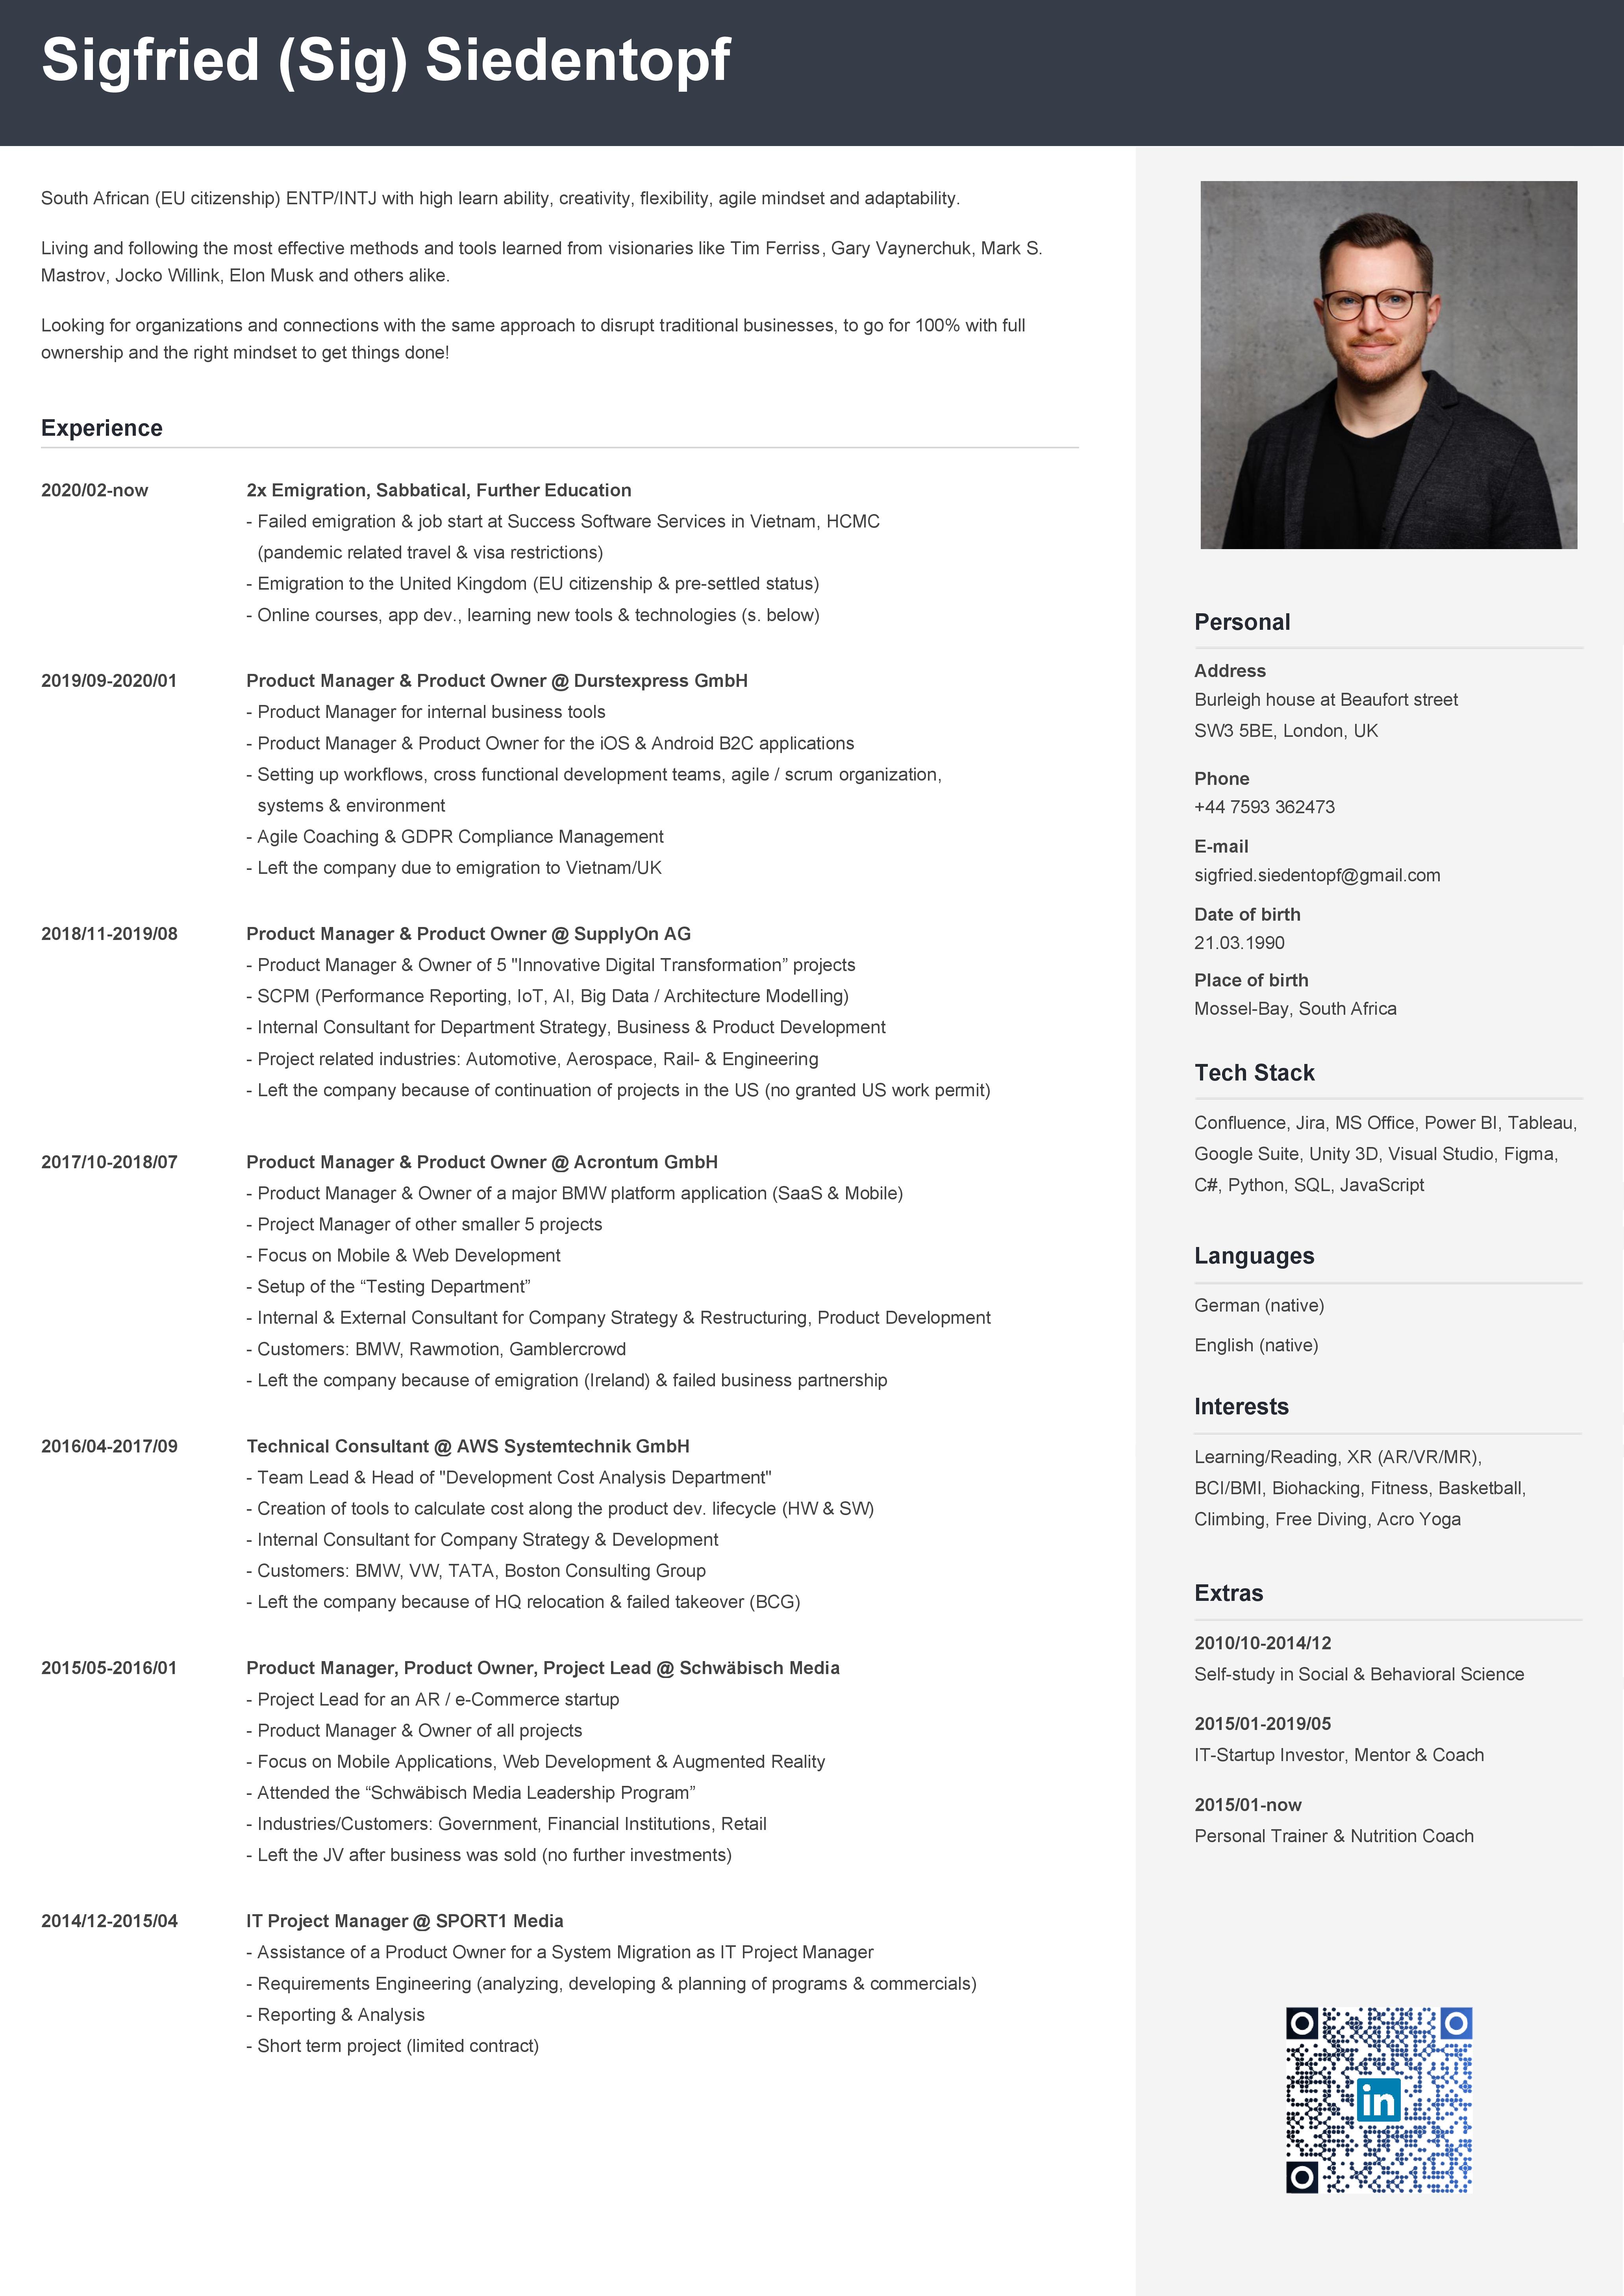 Sigfried (Sig) Siedentopf
South African (EU citizenship) ENTP/INTJ with high learn ability, creativity, flexibility, agile mindset and adaptability.
Living and following the most effective methods and tools learned from visionaries like Tim Ferriss, Gary Vaynerchuk, Mark S.
Mastrov, Jocko Willink, Elon Musk and others alike.
Looking for organizations and connections with the same approach to disrupt traditional businesses, to go for 100% with full
ownership and the right mindset to get things done!
Experience
2020/02-now 2x Emigration, Sabbatical, Further Education
- Failed emigration & job start at Success Software Services in Vietnam, HCMC
(pandemic related travel & visa restrictions)
- Emigration to the United Kingdom (EU citizenship & pre-settled status)
- Online courses, app dev., learning new tools & technologies (s. below)
2019/09-2020/01 Product Manager & Product Owner @ Durstexpress GmbH
- Product Manager for internal business tools
- Product Manager & Product Owner for the iOS & Android B2C applications
- Setting up workflows, cross functional development teams, agile / scrum organization,
systems & environment
- Agile Coaching & GDPR Compliance Management
- Left the company due to emigration to Vietnam/UK
2018/11-2019/08 Product Manager & Product Owner @ SupplyOn AG
- Product Manager & Owner of 5 "Innovative Digital Transformation” projects
- SCPM (Performance Reporting, IoT, AI, Big Data / Architecture Modelling)
- Internal Consultant for Department Strategy, Business & Product Development
- Project related industries: Automotive, Aerospace, Rail- & Engineering
- Left the company because of continuation of projects in the US (no granted US work permit)
2017/10-2018/07 Product Manager & Product Owner @ Acrontum GmbH
- Product Manager & Owner of a major BMW platform application (SaaS & Mobile)
- Project Manager of other smaller 5 projects
- Focus on Mobile & Web Development
- Setup of the “Testing Department”
- Internal & External Consultant for Company Strategy & Restructuring, Product Development
- Customers: BMW, Rawmotion, Gamblercrowd
- Left the company because of emigration (Ireland) & failed business partnership
2016/04-2017/09 Technical Consultant @ AWS Systemtechnik GmbH
- Team Lead & Head of "Development Cost Analysis Department"
- Creation of tools to calculate cost along the product dev. lifecycle (HW & SW)
- Internal Consultant for Company Strategy & Development
- Customers: BMW, VW, TATA, Boston Consulting Group
- Left the company because of HQ relocation & failed takeover (BCG)
2015/05-2016/01 Product Manager, Product Owner, Project Lead @ Schwäbisch Media
- Project Lead for an AR / e-Commerce startup
- Product Manager & Owner of all projects
- Focus on Mobile Applications, Web Development & Augmented Reality
- Attended the “Schwäbisch Media Leadership Program”
- Industries/Customers: Government, Financial Institutions, Retail
- Left the JV after business was sold (no further investments)
2014/12-2015/04 IT Project Manager @ SPORT1 Media
- Assistance of a Product Owner for a System Migration as IT Project Manager
- Requirements Engineering (analyzing, developing & planning of programs & commercials)
- Reporting & Analysis
- Short term project (limited contract)
Personal
Address
Burleigh house at Beaufort street
SW3 5BE, London, UK
Phone
+44 7593 362473
E-mail
sigfried.siedentopf@gmail.com
Date of birth
21.03.1990
Place of birth
Mossel-Bay, South Africa
Tech Stack
Confluence, Jira, MS Office, Power BI, Tableau,
Google Suite, Unity 3D, Visual Studio, Figma,
C#, Python, SQL, JavaScript
Languages
German (native)
English (native)
Interests
Learning/Reading, XR (AR/VR/MR),
BCI/BMI, Biohacking, Fitness, Basketball,
Climbing, Free Diving, Acro Yoga
Extras
2010/10-2014/12
Self-study in Social & Behavioral Science
2015/01-2019/05
IT-Startup Investor, Mentor & Coach
2015/01-now
Personal Trainer & Nutrition Coach
in